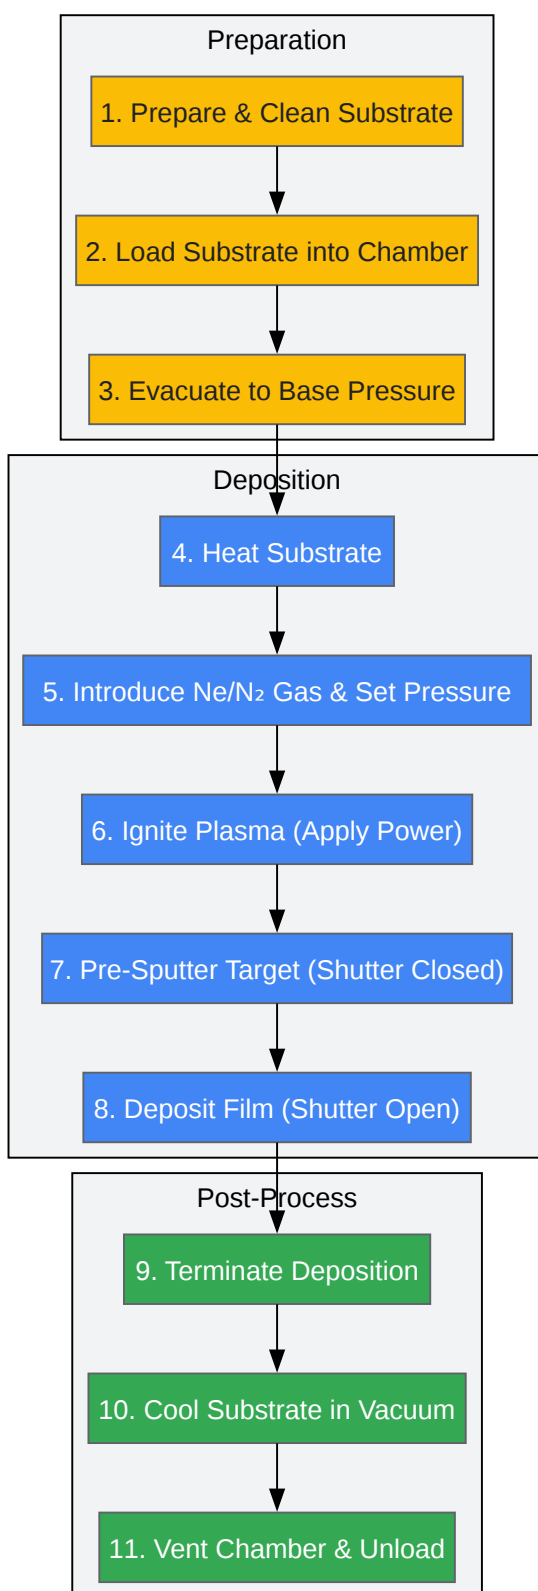 Preparation
1. Prepare & Clean Substrate
2. Load Substrate into Chamber
3. Evacuate to Base Pressure
Deposition
4. Heat Substrate
5. Introduce Ne/N₂ Gas & Set Pressure
6. Ignite Plasma (Apply Power)
7. Pre-Sputter Target (Shutter Closed)
8. Deposit Film (Shutter Open)
Post-Process
9. Terminate Deposition
10. Cool Substrate in Vacuum
11. Vent Chamber & Unload